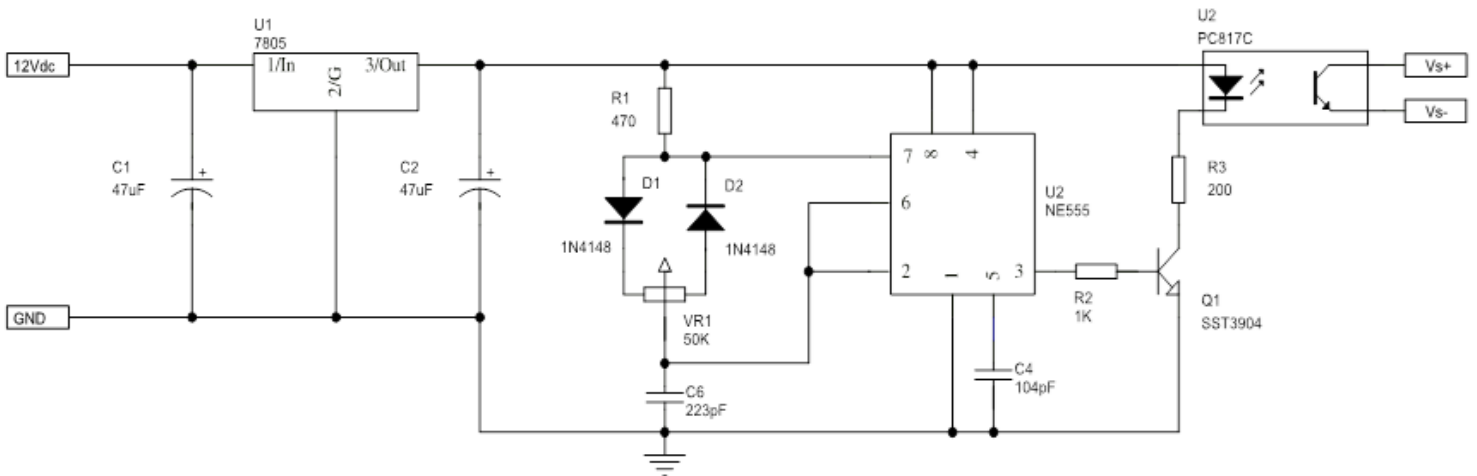 U1
7805
12Vdc
1/In
2/G
3/Out
C1
47uF
C2
47uF
GND
R1
470
D1
D2
1N4148
1N4148
VR1
50K
C6
223pF
7
8
4
6
2
1
5
3
U2
NE555
R2
1K
C4
104pF
Q1
SST3904
R3
200
U2
PC817C
Vs+
Vs-